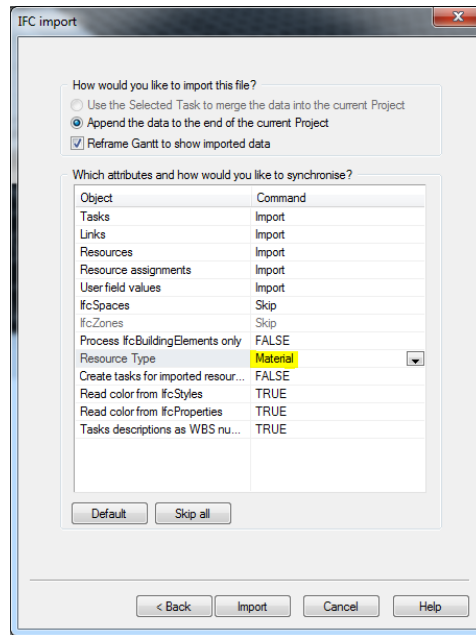 IFC import
How would you like to import this file?
Use the Selected Task to merge the data into the current Project
Append the data to the end of the current Project
Reframe Gantt to show imported data
Which attributes and how would you like to synchronise?
Object Command
Tasks Import
Links Import
Resources Import
Resource assignments Import
User field values Import
IfcSpaces Skip
IfcZones Skip
Process IfcBuildingElements only FALSE
Resource Type Material
Create tasks for imported resour... FALSE
Read color from IfcStyles TRUE
Read color from IfcProperties TRUE
Tasks descriptions as WBS nu... TRUE
Default Skip all
< Back Import Cancel Help